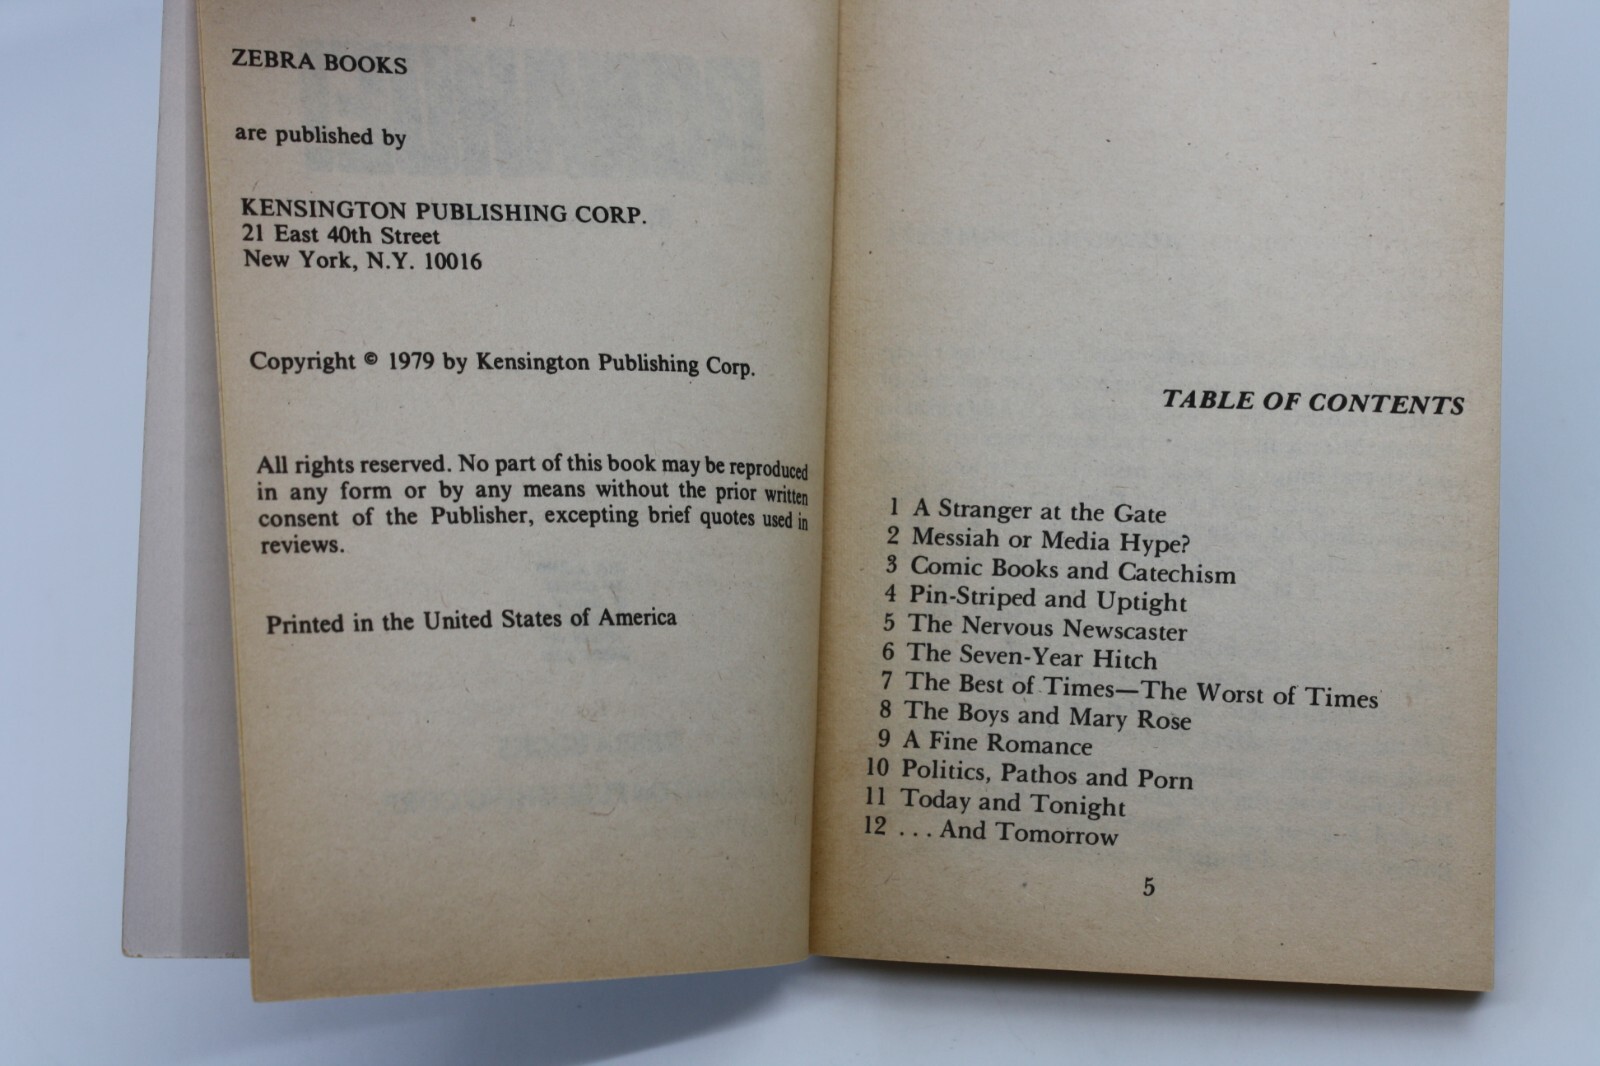 ZEBRA BOOKS
are published by
KENSINGTON PUBLISHING CORP.
21 East 40th Street
New York, N.Y. 10016
Copyright © 1979 by Kensington Publishing Corp.
All rights reserved. No part of this book may be reproduced
in any form or by any means without the prior written
consent of the Publisher, excepting brief quotes used in
reviews.
Printed in the United States of America
TABLE OF CONTENTS
1 A Stranger at the Gate
2 Messiah or Media Hype?
3 Comic Books and Catechism
4 Pin-Striped and Uptight
5 The Nervous Newscaster
6 The Seven-Year Hitch
7 The Best of Times—The Worst of Times
8 The Boys and Mary Rose
9 A Fine Romance
10 Politics, Pathos and Porn
11 Today and Tonight
12 ...And Tomorrow
5